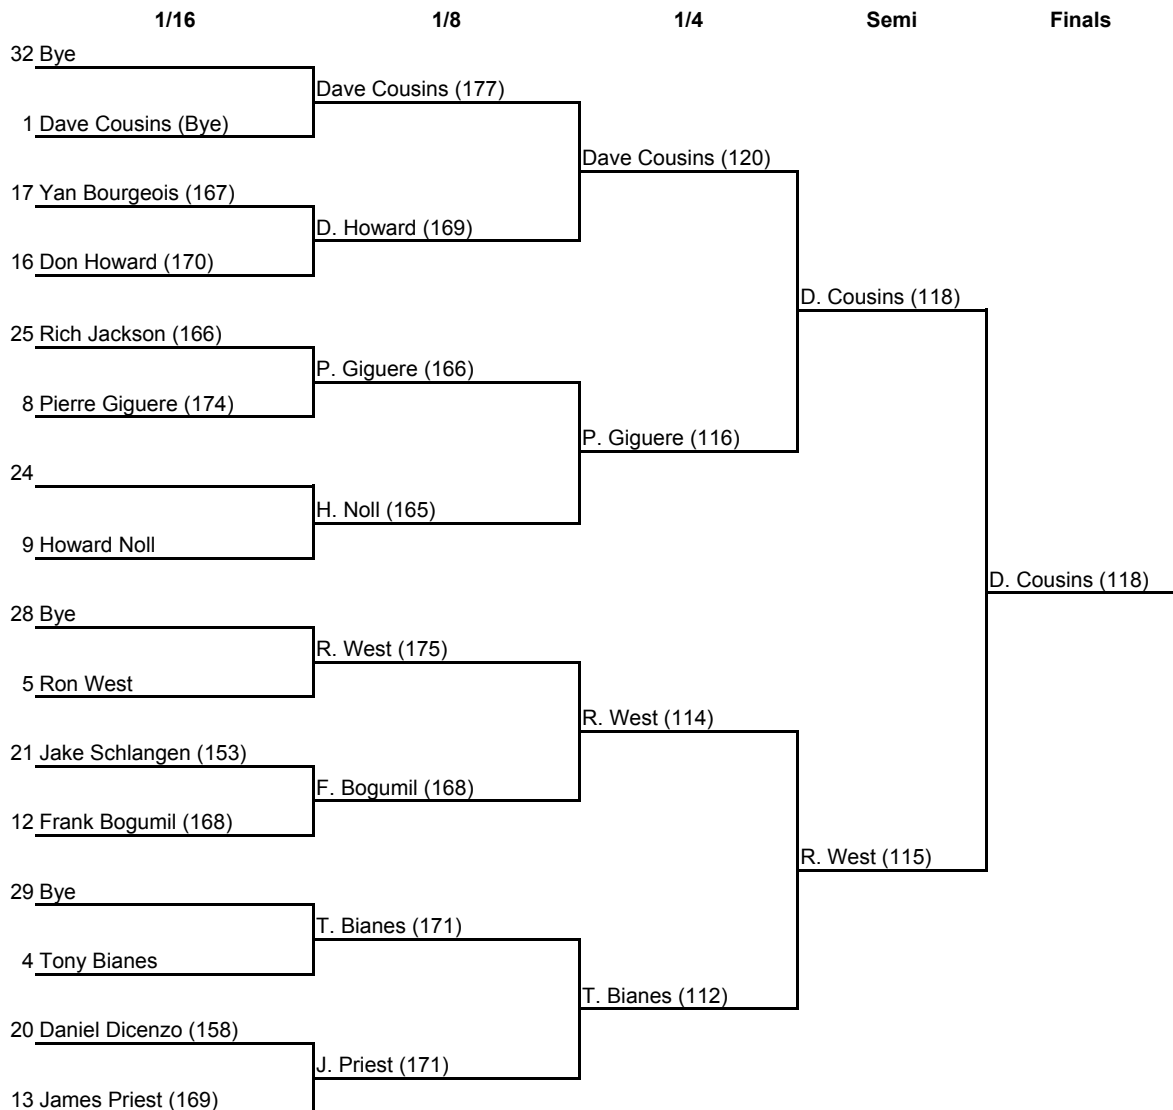 1/16 1/8 1/4 Semi Finals
32 Bye
Dave Cousins (177)
1 Dave Cousins (Bye)
Dave Cousins (120)
17 Yan Bourgeois (167)
D. Howard (169)
16 Don Howard (170)
D. Cousins (118)
25 Rich Jackson (166)
P. Giguere (166)
8 Pierre Giguere (174)
P. Giguere (116)
24
H. Noll (165)
9 Howard Noll
D. Cousins (118)
28 Bye
R. West (175)
5 Ron West
R. West (114)
21 Jake Schlangen (153)
F. Bogumil (168)
12 Frank Bogumil (168)
R. West (115)
29 Bye
T. Bianes (171)
4 Tony Bianes
T. Bianes (112)
20 Daniel Dicenzo (158)
J. Priest (171)
13 James Priest (169)